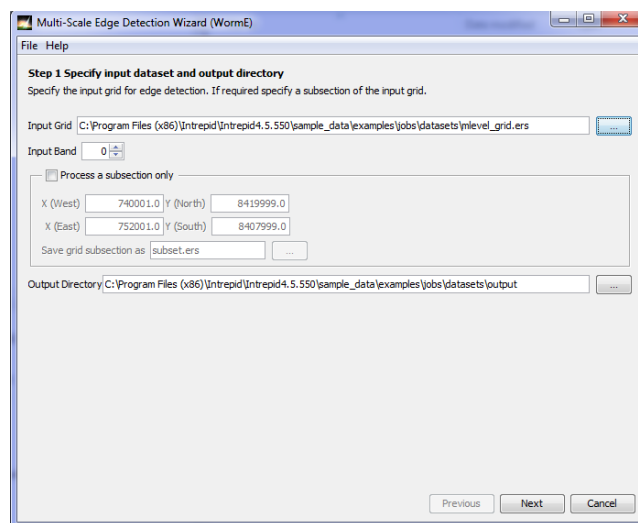 Multi-Scale Edge Detection Wizard (WormE)
File Help
Step 1 Specify input dataset and output directory
Specify the input grid for edge detection. If required specify a subsection of the input grid.
Input Grid C:\Program Files (x86)\Intrepid\Intrepid4.5.550\sample_data\examples\jobs\datasets\mlevel_grid.ers ...
Input Band 0
Process a subsection only
X (West) 740001.0 Y (North) 8419999.0
X (East) 752001.0 Y (South) 8407999.0
Save grid subsection as subset.ers ...
Output Directory C:\Program Files (x86)\Intrepid\Intrepid4.5.550\sample_data\examples\jobs\datasets\output ...
Previous Next Cancel